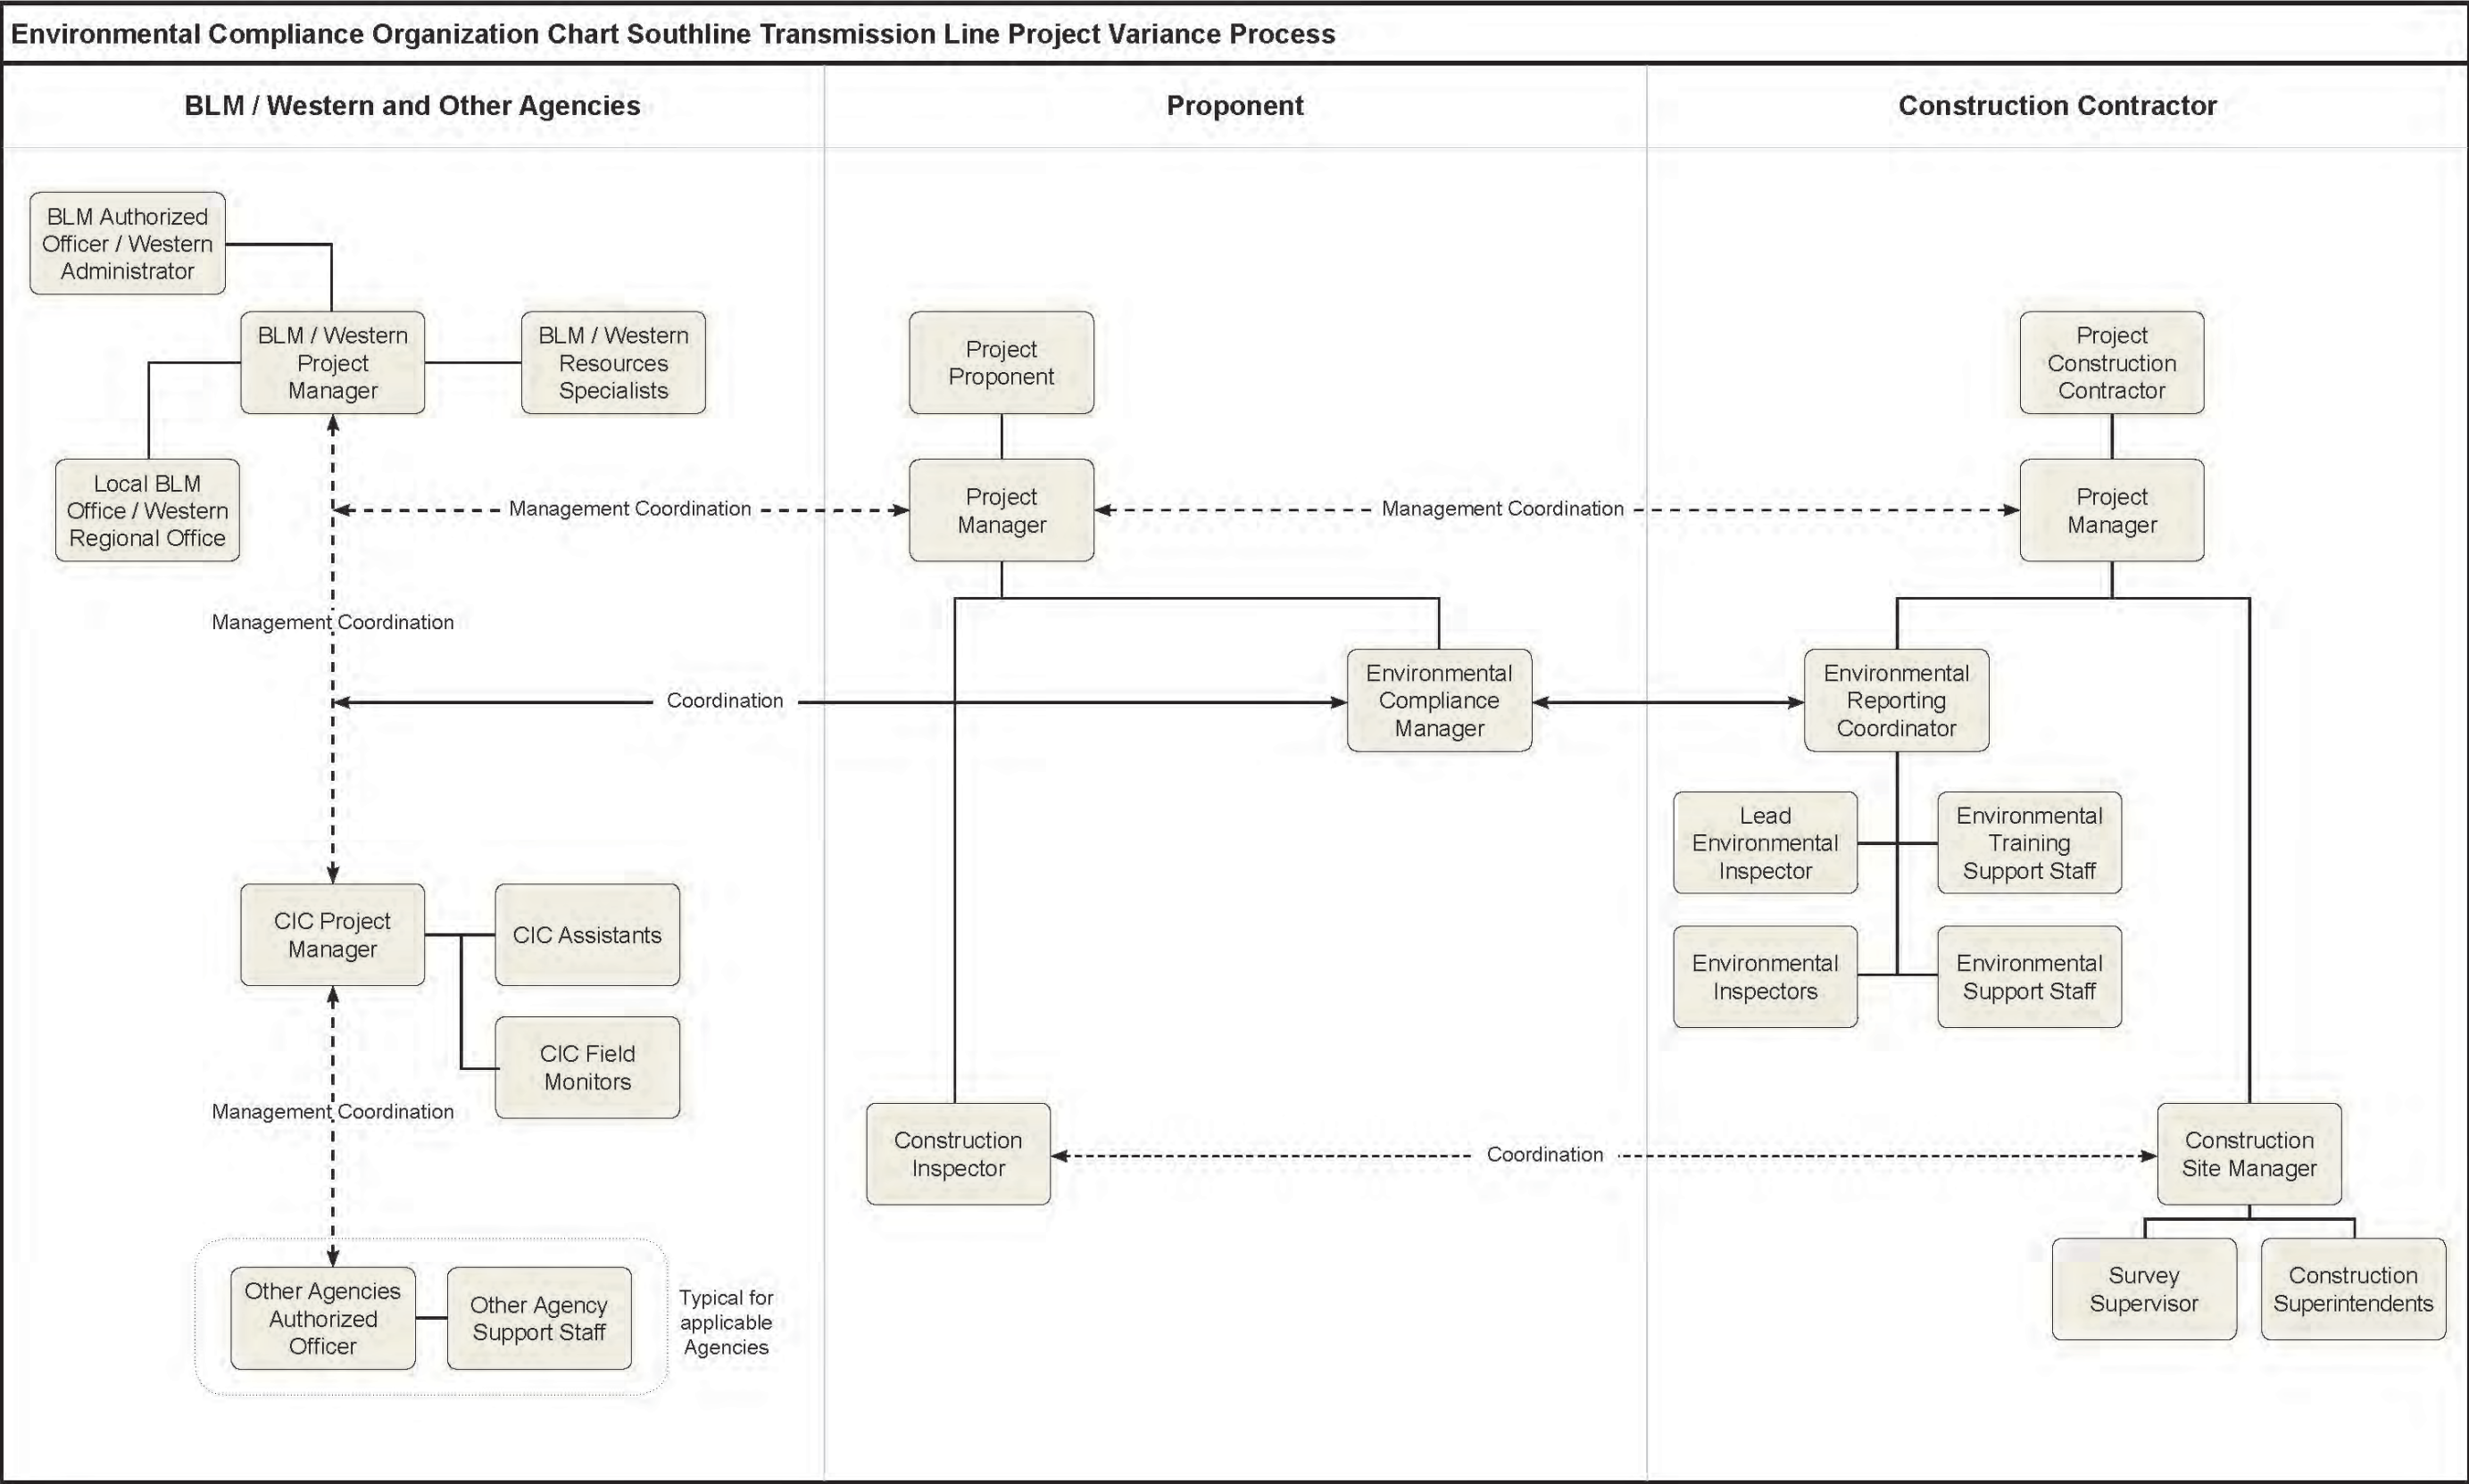 Environmental Compliance Organization Chart Southline Transmission Line Project Variance Process
BLM / Western and Other Agencies
Proponent
Construction Contractor
BLM Authorized
Officer / Western
Administrator
BLM / Western
Project
Manager
BLM / Western
Resources
Specialists
Local BLM
Office / Western
Regional Office
Management Coordination
Management Coordination
CIC Project
Manager
CIC Assistants
CIC Field
Monitors
Management Coordination
Other Agencies
Authorized
Officer
Other Agency
Support Staff
Typical for
applicable
Agencies
Project
Proponent
Project
Manager
Management Coordination
Coordination
Environmental
Compliance
Manager
Construction
Inspector
Coordination
Project
Construction
Contractor
Project
Manager
Environmental
Reporting
Coordinator
Lead
Environmental
Inspector
Environmental
Training
Support Staff
Environmental
Inspectors
Environmental
Support Staff
Construction
Site Manager
Survey
Supervisor
Construction
Superintendents